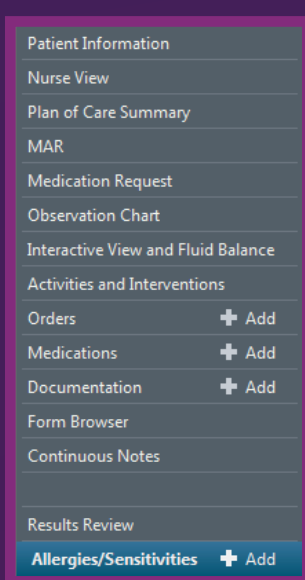 Patient Information
Nurse View
Plan of Care Summary
MAR
Medication Request
Observation Chart
Interactive View and Fluid Balance
Activities and Interventions
Orders Add
Medications Add
Documentation Add
Form Browser
Continuous Notes
Results Review
Allergies/Sensitivities Add